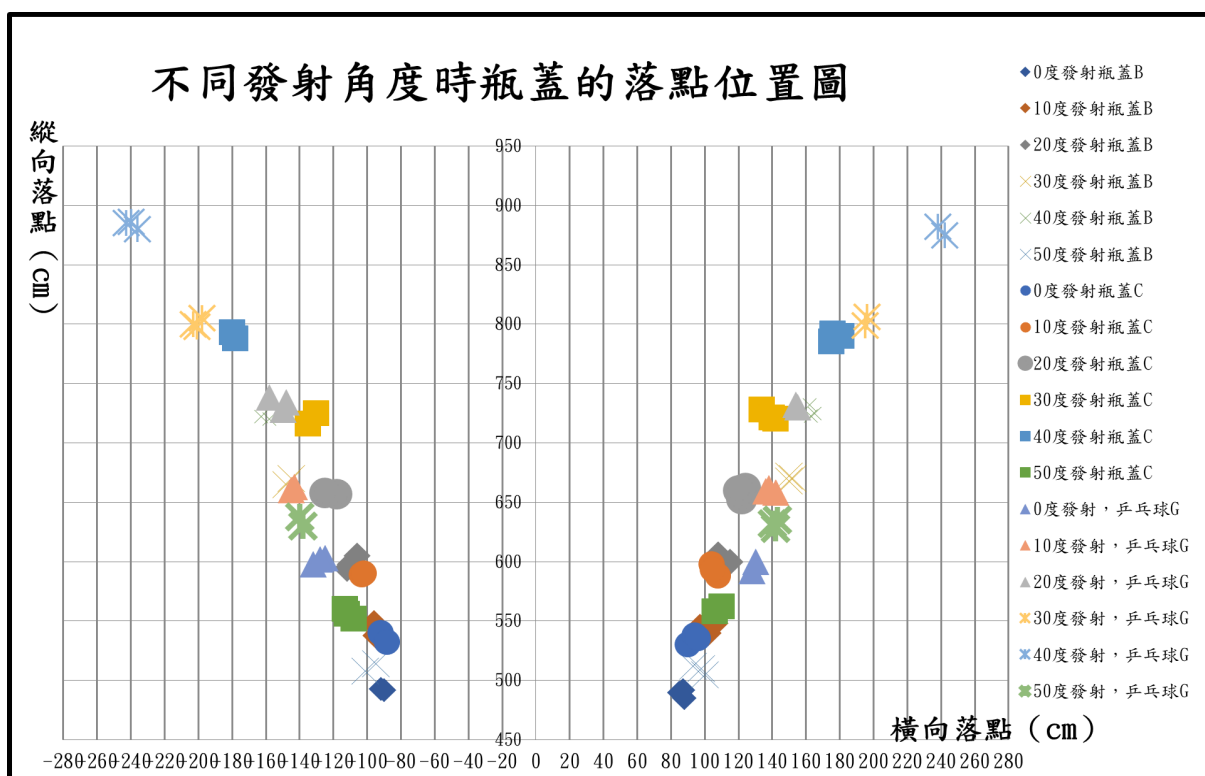 不同發射角度時瓶蓋的落點位置圖
縱向落點（cm）
950
900
850
800
750
700
650
600
550
500
450
-280-260-240-220-200-180-160-140-120-100 -80 -60 -40 -20 0 20 40 60 80 100 120 140 160 180 200 220 240 260 280
橫向落點（cm）
0度發射瓶蓋B
10度發射瓶蓋B
20度發射瓶蓋B
30度發射瓶蓋B
40度發射瓶蓋B
50度發射瓶蓋B
0度發射瓶蓋C
10度發射瓶蓋C
20度發射瓶蓋C
30度發射瓶蓋C
40度發射瓶蓋C
50度發射瓶蓋C
0度發射，乒乓球G
10度發射，乒乓球G
20度發射，乒乓球G
30度發射，乒乓球G
40度發射，乒乓球G
50度發射，乒乓球G